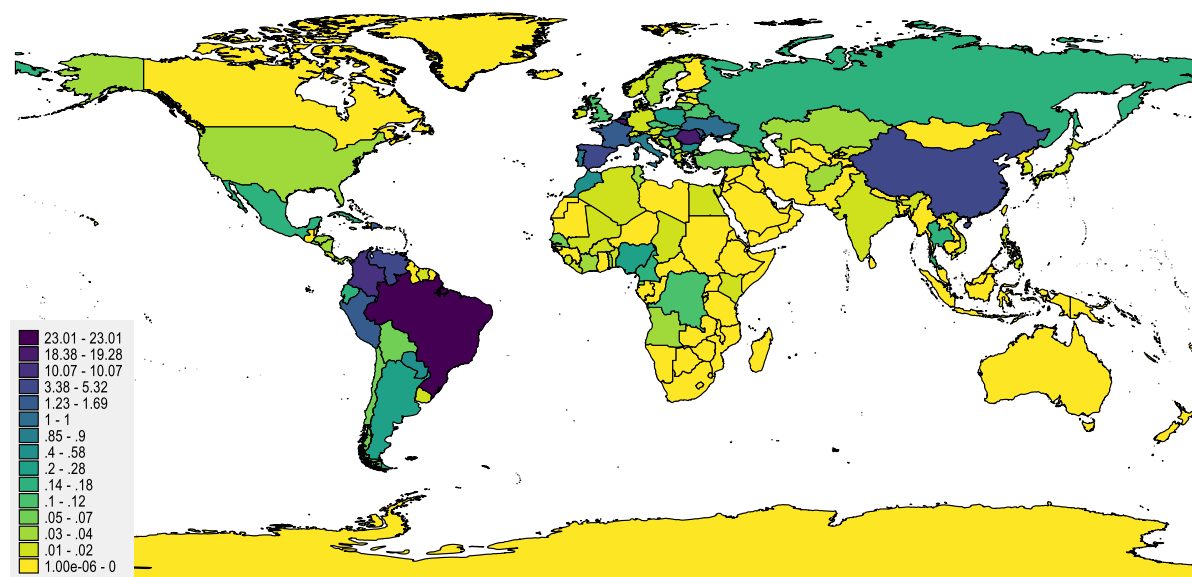 23.01 - 23.01
18.38 - 19.28
10.07 - 10.07
3.38 - 5.32
1.23 - 1.69
1 - 1
.85 - .9
.4 - .58
.2 - .28
.14 - .18
.1 - .12
.05 - .07
.03 - .04
.01 - .02
1.00e-06 - 0